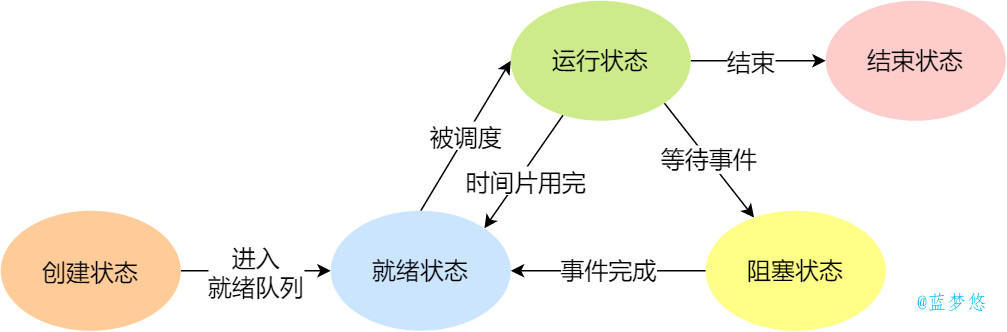 运行状态
结束
结束状态
被调度
时间片用完
等待事件
创建状态
进入
就绪队列
就绪状态
事件完成
阻塞状态
@蓝梦悠